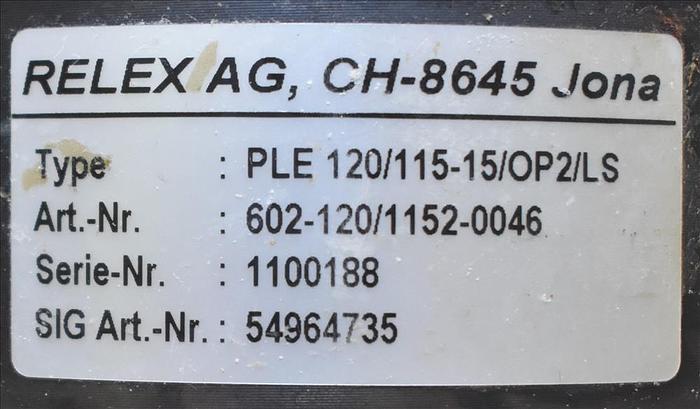 RELEX AG, CH-8645 Jona
Type : PLE 120/115-15/OP2/LS
Art.-Nr. : 602-120/1152-0046
Serie-Nr. : 1100188
SIG Art.-Nr. : 54964735